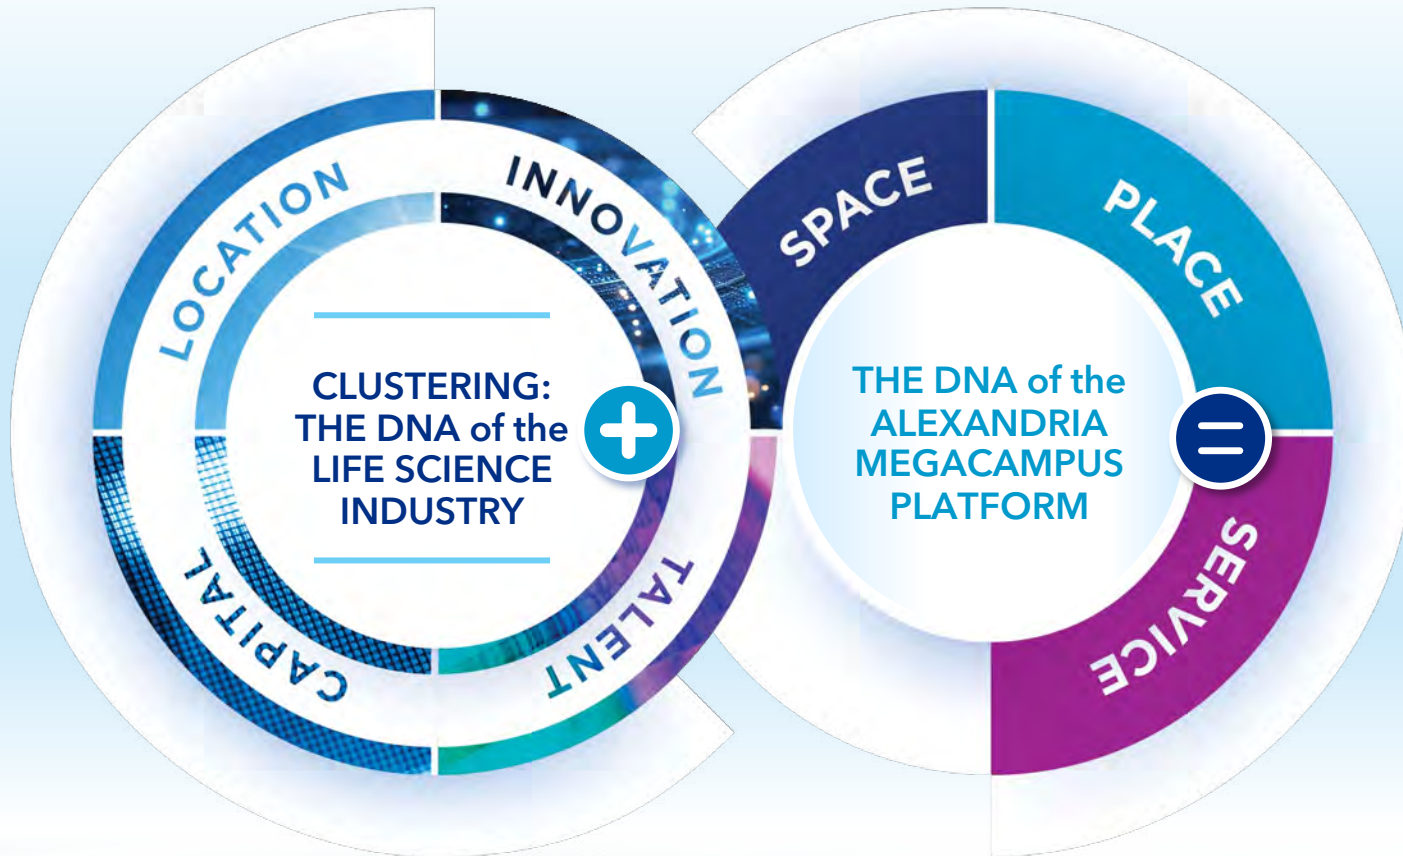 LOCATION
INNOVATION
TALENT
CAPITAL
CLUSTERING:
THE DNA of the
LIFE SCIENCE
INDUSTRY
+
SPACE
PLACE
SERVICE
THE DNA of the
ALEXANDRIA
MEGACAMPUS
PLATFORM
=